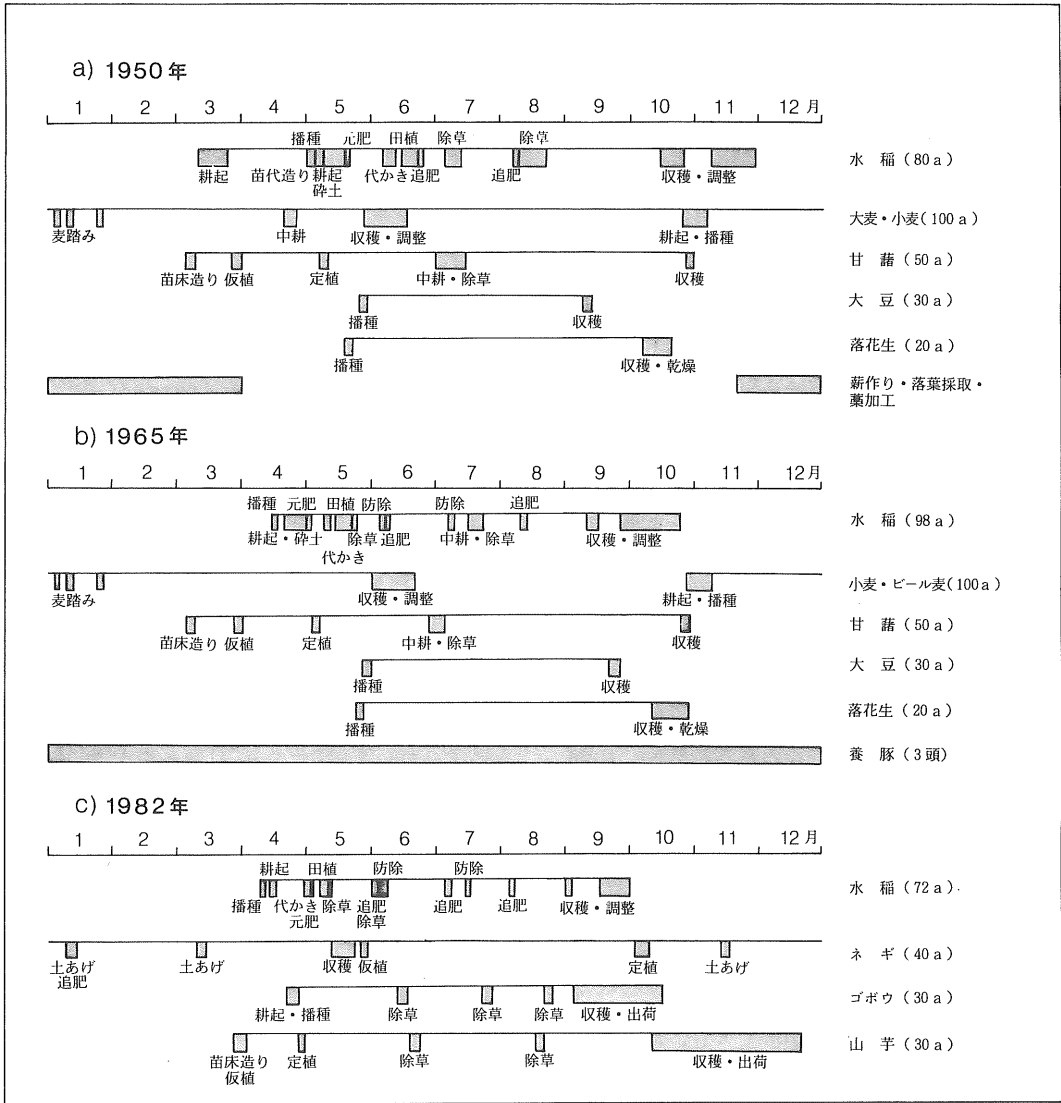 a) 1950年
1 2 3 4 5 6 7 8 9 10 11 12月
播種 元肥 田植 除草 除草
水 稲 (80a)
耕起 苗代造り 耕起 代かき 追肥 追肥 収穫・調整
砕土
大麦・小麦(100a)
麦踏み 中耕 収穫・調整 耕起・播種
甘 藷 (50a)
苗床造り 仮植 定植 中耕・除草 収穫
大 豆 (30a)
播種 収穫
落花生 (20a)
播種 収穫・乾燥
薪作り・落葉採取・
藁加工
b) 1965年
1 2 3 4 5 6 7 8 9 10 11 12月
播種 元肥 田植 防除 防除 追肥
水 稲 (98a)
耕起・砕土 除草 追肥 中耕・除草 収穫・調整
代かき
小麦・ビール麦(100a)
麦踏み 収穫・調整 耕起・播種
甘 藷 (50a)
苗床造り 仮植 定植 中耕・除草 収穫
大 豆 (30a)
播種 収穫
落花生 (20a)
播種 収穫・乾燥
養 豚 (3頭)
c) 1982年
1 2 3 4 5 6 7 8 9 10 11 12月
耕起 田植 防除 防除
水 稲 (72a)
播種 代かき 除草 追肥 追肥 追肥 収穫・調整
元肥 除草
ネ ギ (40a)
土あげ 土あげ 収穫 仮植 定植 土あげ
追肥
ゴボウ (30a)
耕起・播種 除草 除草 除草 収穫・出荷
山 芋 (30a)
苗床造り 定植 除草 除草 収穫・出荷
仮植